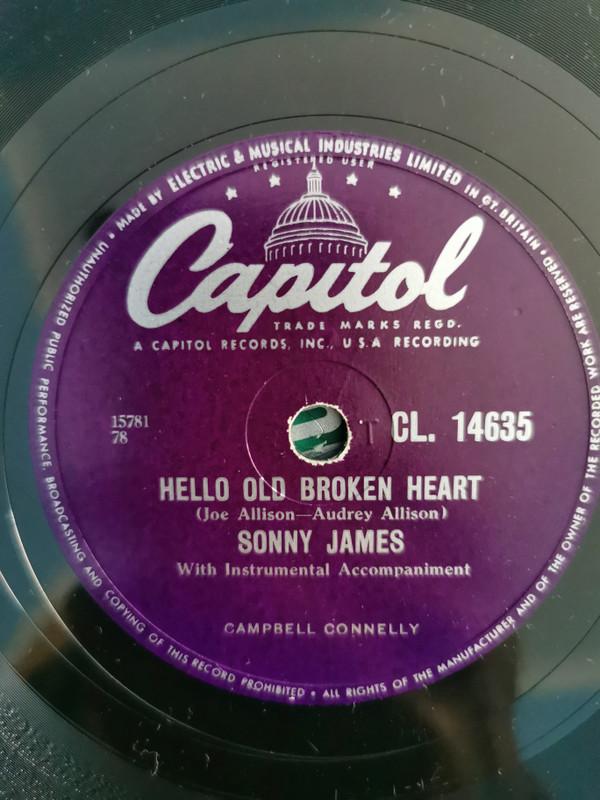 MADE BY ELECTRIC & MUSICAL INDUSTRIES LIMITED IN GT. BRITAIN •
REGISTERED USER
Capitol
TRADE MARKS REGD.
A CAPITOL RECORDS, INC., U.S.A RECORDING
15781
78
CL. 14635
HELLO OLD BROKEN HEART
(Joe Allison—Audrey Allison)
SONNY JAMES
With Instrumental Accompaniment
CAMPBELL CONNELLY
ALL RIGHTS OF THE MANUFACTURER AND OF THE OWNER OF THE RECORDED WORK ARE RESERVED •
UNAUTHORIZED PUBLIC PERFORMANCE, BROADCASTING AND COPYING OF THIS RECORD PROHIBITED •